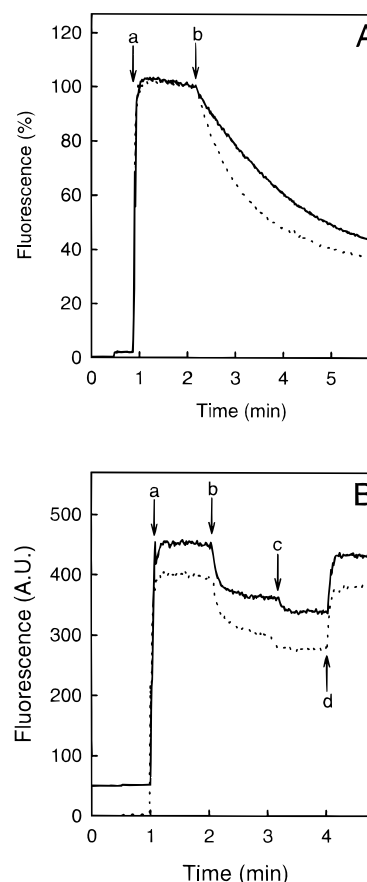 A
120
a
b
100
80
60
40
20
0
Fluorescence (%)
0 1 2 3 4 5
Time (min)
B
500
a
b
c
400
300
d
200
100
0
Fluorescence (A.U.)
0 1 2 3 4
Time (min)